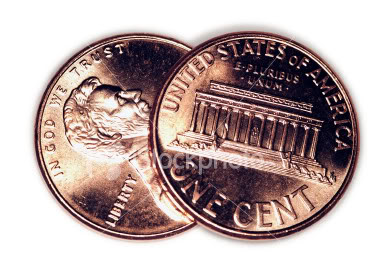 IN GOD WE TRUST
LIBERTY
UNITED STATES OF AMERICA
E·PLURIBUS
UNUM
ONE CENT